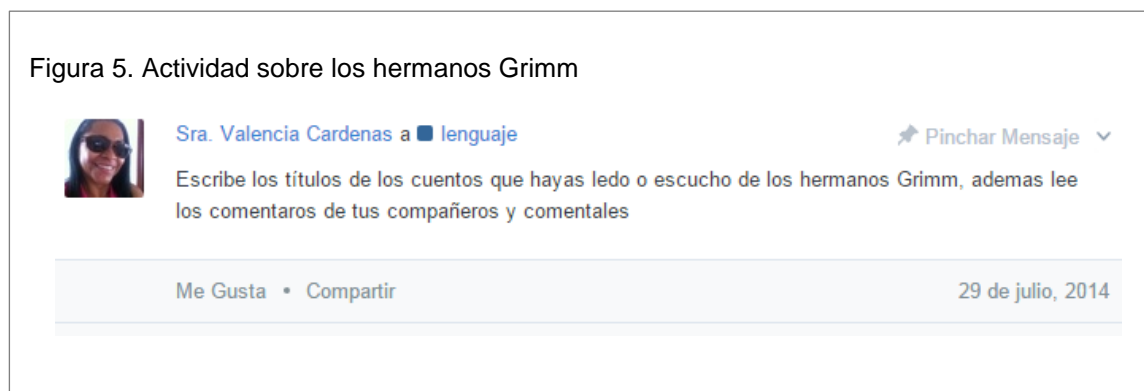 Figura 5. Actividad sobre los hermanos Grimm
Sra. Valencia Cardenas a lenguaje
Pinchar Mensaje
Escribe los títulos de los cuentos que hayas ledo o escucho de los hermanos Grimm, ademas lee
los comentaros de tus compañeros y comentales
Me Gusta • Compartir
29 de julio, 2014